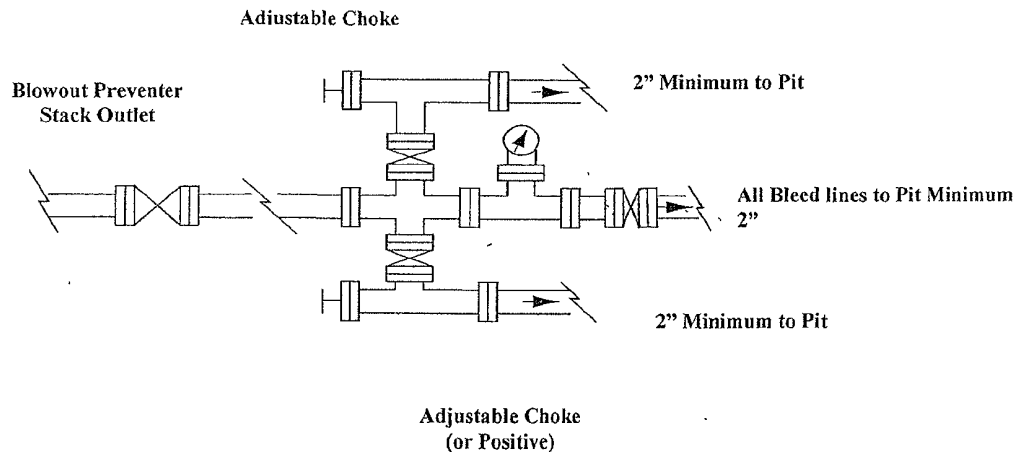 Adjustable Choke
Blowout Preventer
Stack Outlet
2" Minimum to Pit
All Bleed lines to Pit Minimum
2"
2" Minimum to Pit
Adjustable Choke
(or Positive)